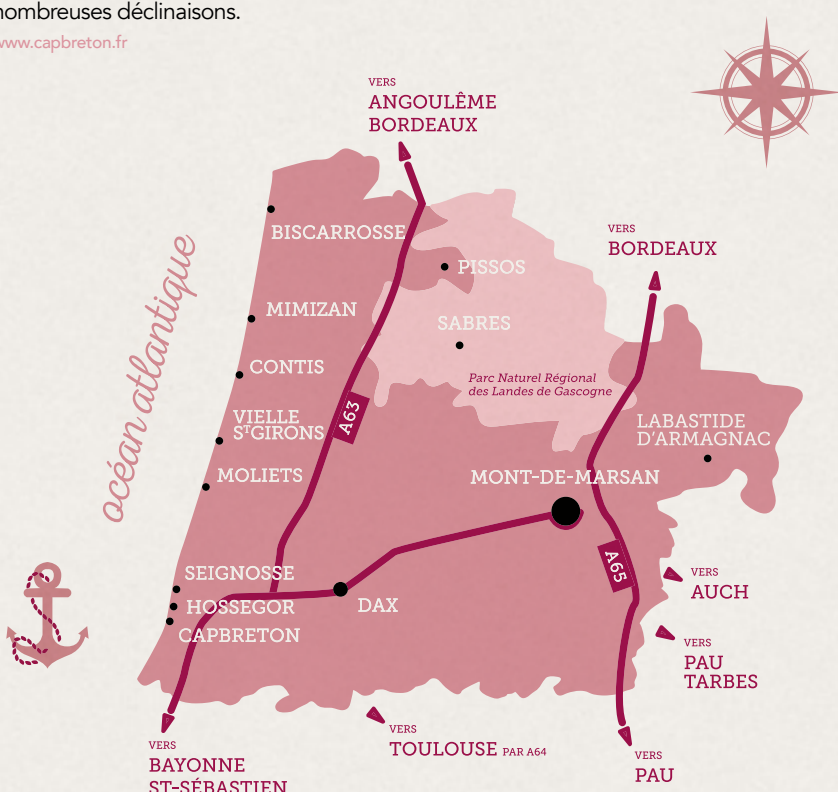 nombreuses déclinaisons.
www.capbreton.fr
VERS
ANGOULÊME
BORDEAUX
VERS
BORDEAUX
BISCARROSSE
PISSOS
océan atlantique
MIMIZAN
SABRES
CONTIS
Parc Naturel Régional
des Landes de Gascogne
A63
VIELLE
STGIRONS
LABASTIDE
D'ARMAGNAC
MOLIETS
MONT-DE-MARSAN
A65
SEIGNOSSE
HOSSEGOR
DAX
CAPBRETON
VERS
AUCH
VERS
PAU
TARBES
VERS
TOULOUSE PAR A64
VERS
BAYONNE
ST-SÉBASTIEN
VERS
PAU